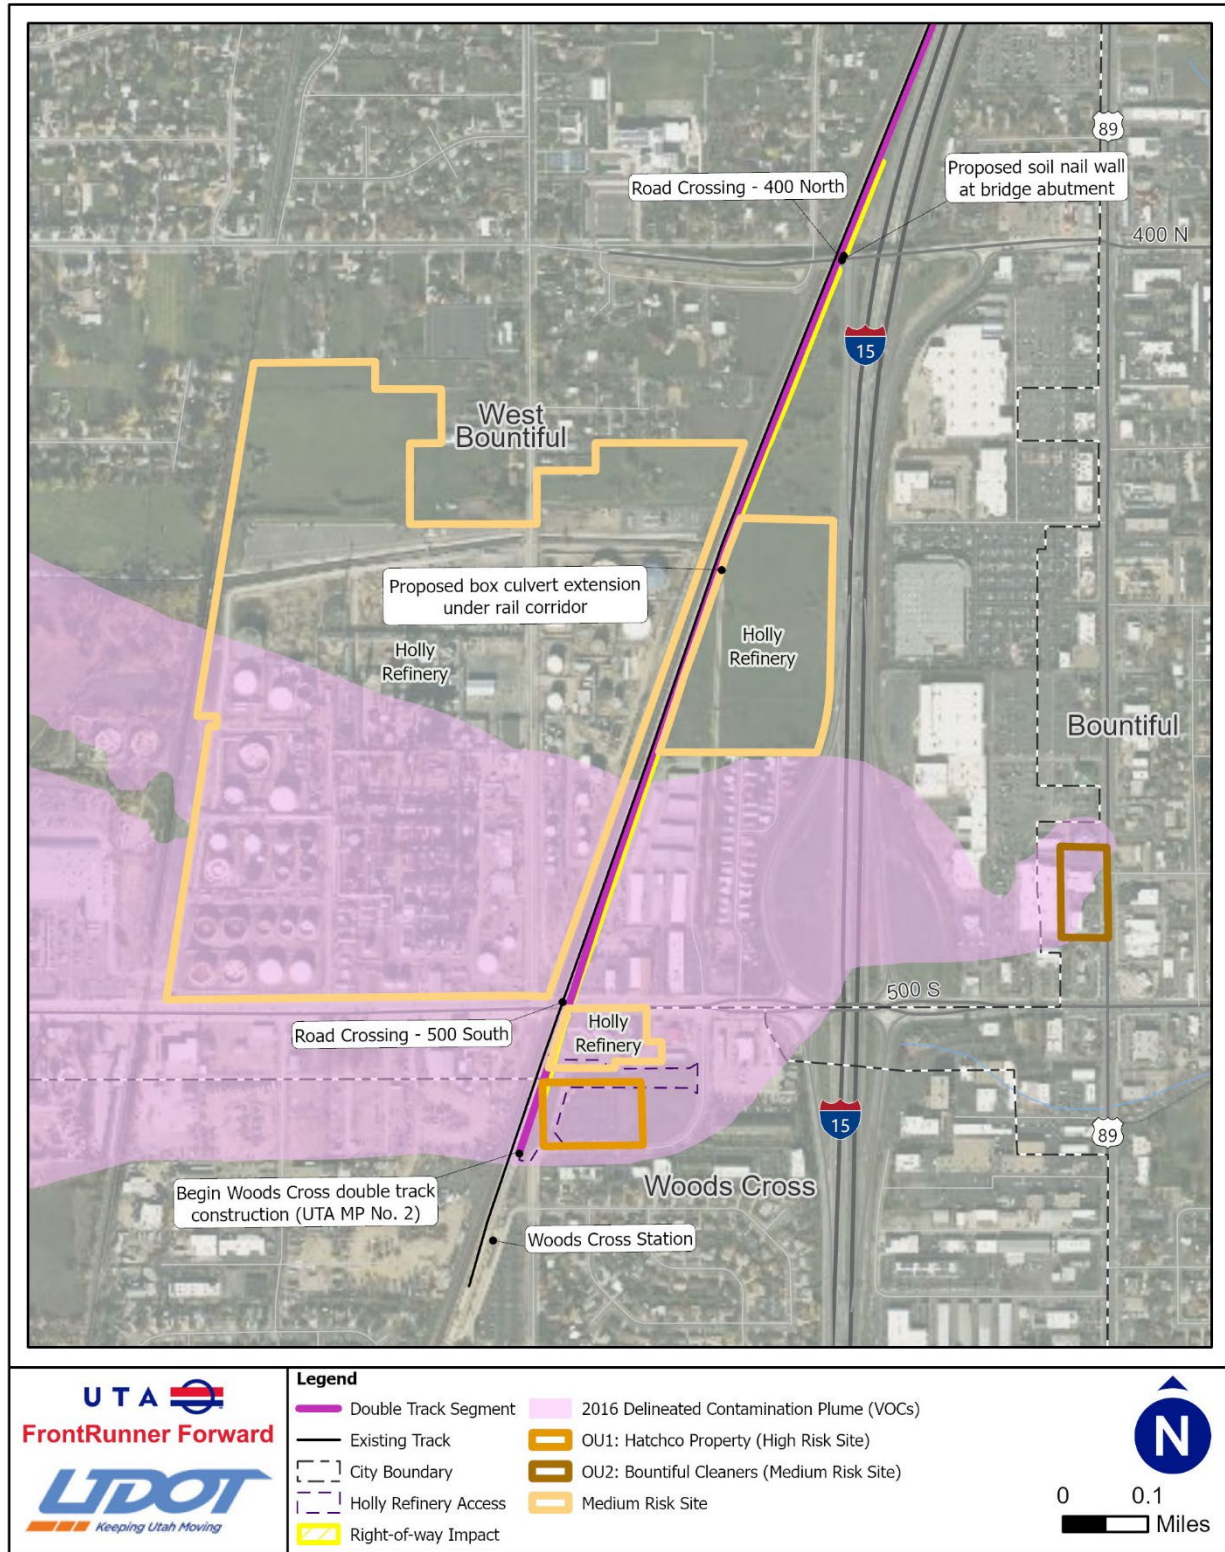 89
Road Crossing - 400 North
Proposed soil nail wall
at bridge abutment
400 N
15
West
Bountiful
Proposed box culvert extension
under rail corridor
Holly
Refinery
Holly
Refinery
Bountiful
500 S
Road Crossing - 500 South
Holly
Refinery
15
89
Begin Woods Cross double track
construction (UTA MP No. 2)
Woods Cross
Woods Cross Station
UTA
FrontRunner Forward
UDOT
Keeping Utah Moving
Legend
Double Track Segment
Existing Track
City Boundary
Holly Refinery Access
Right-of-way Impact
2016 Delineated Contamination Plume (VOCs)
OU1: Hatchco Property (High Risk Site)
OU2: Bountiful Cleaners (Medium Risk Site)
Medium Risk Site
N
0 0.1
Miles